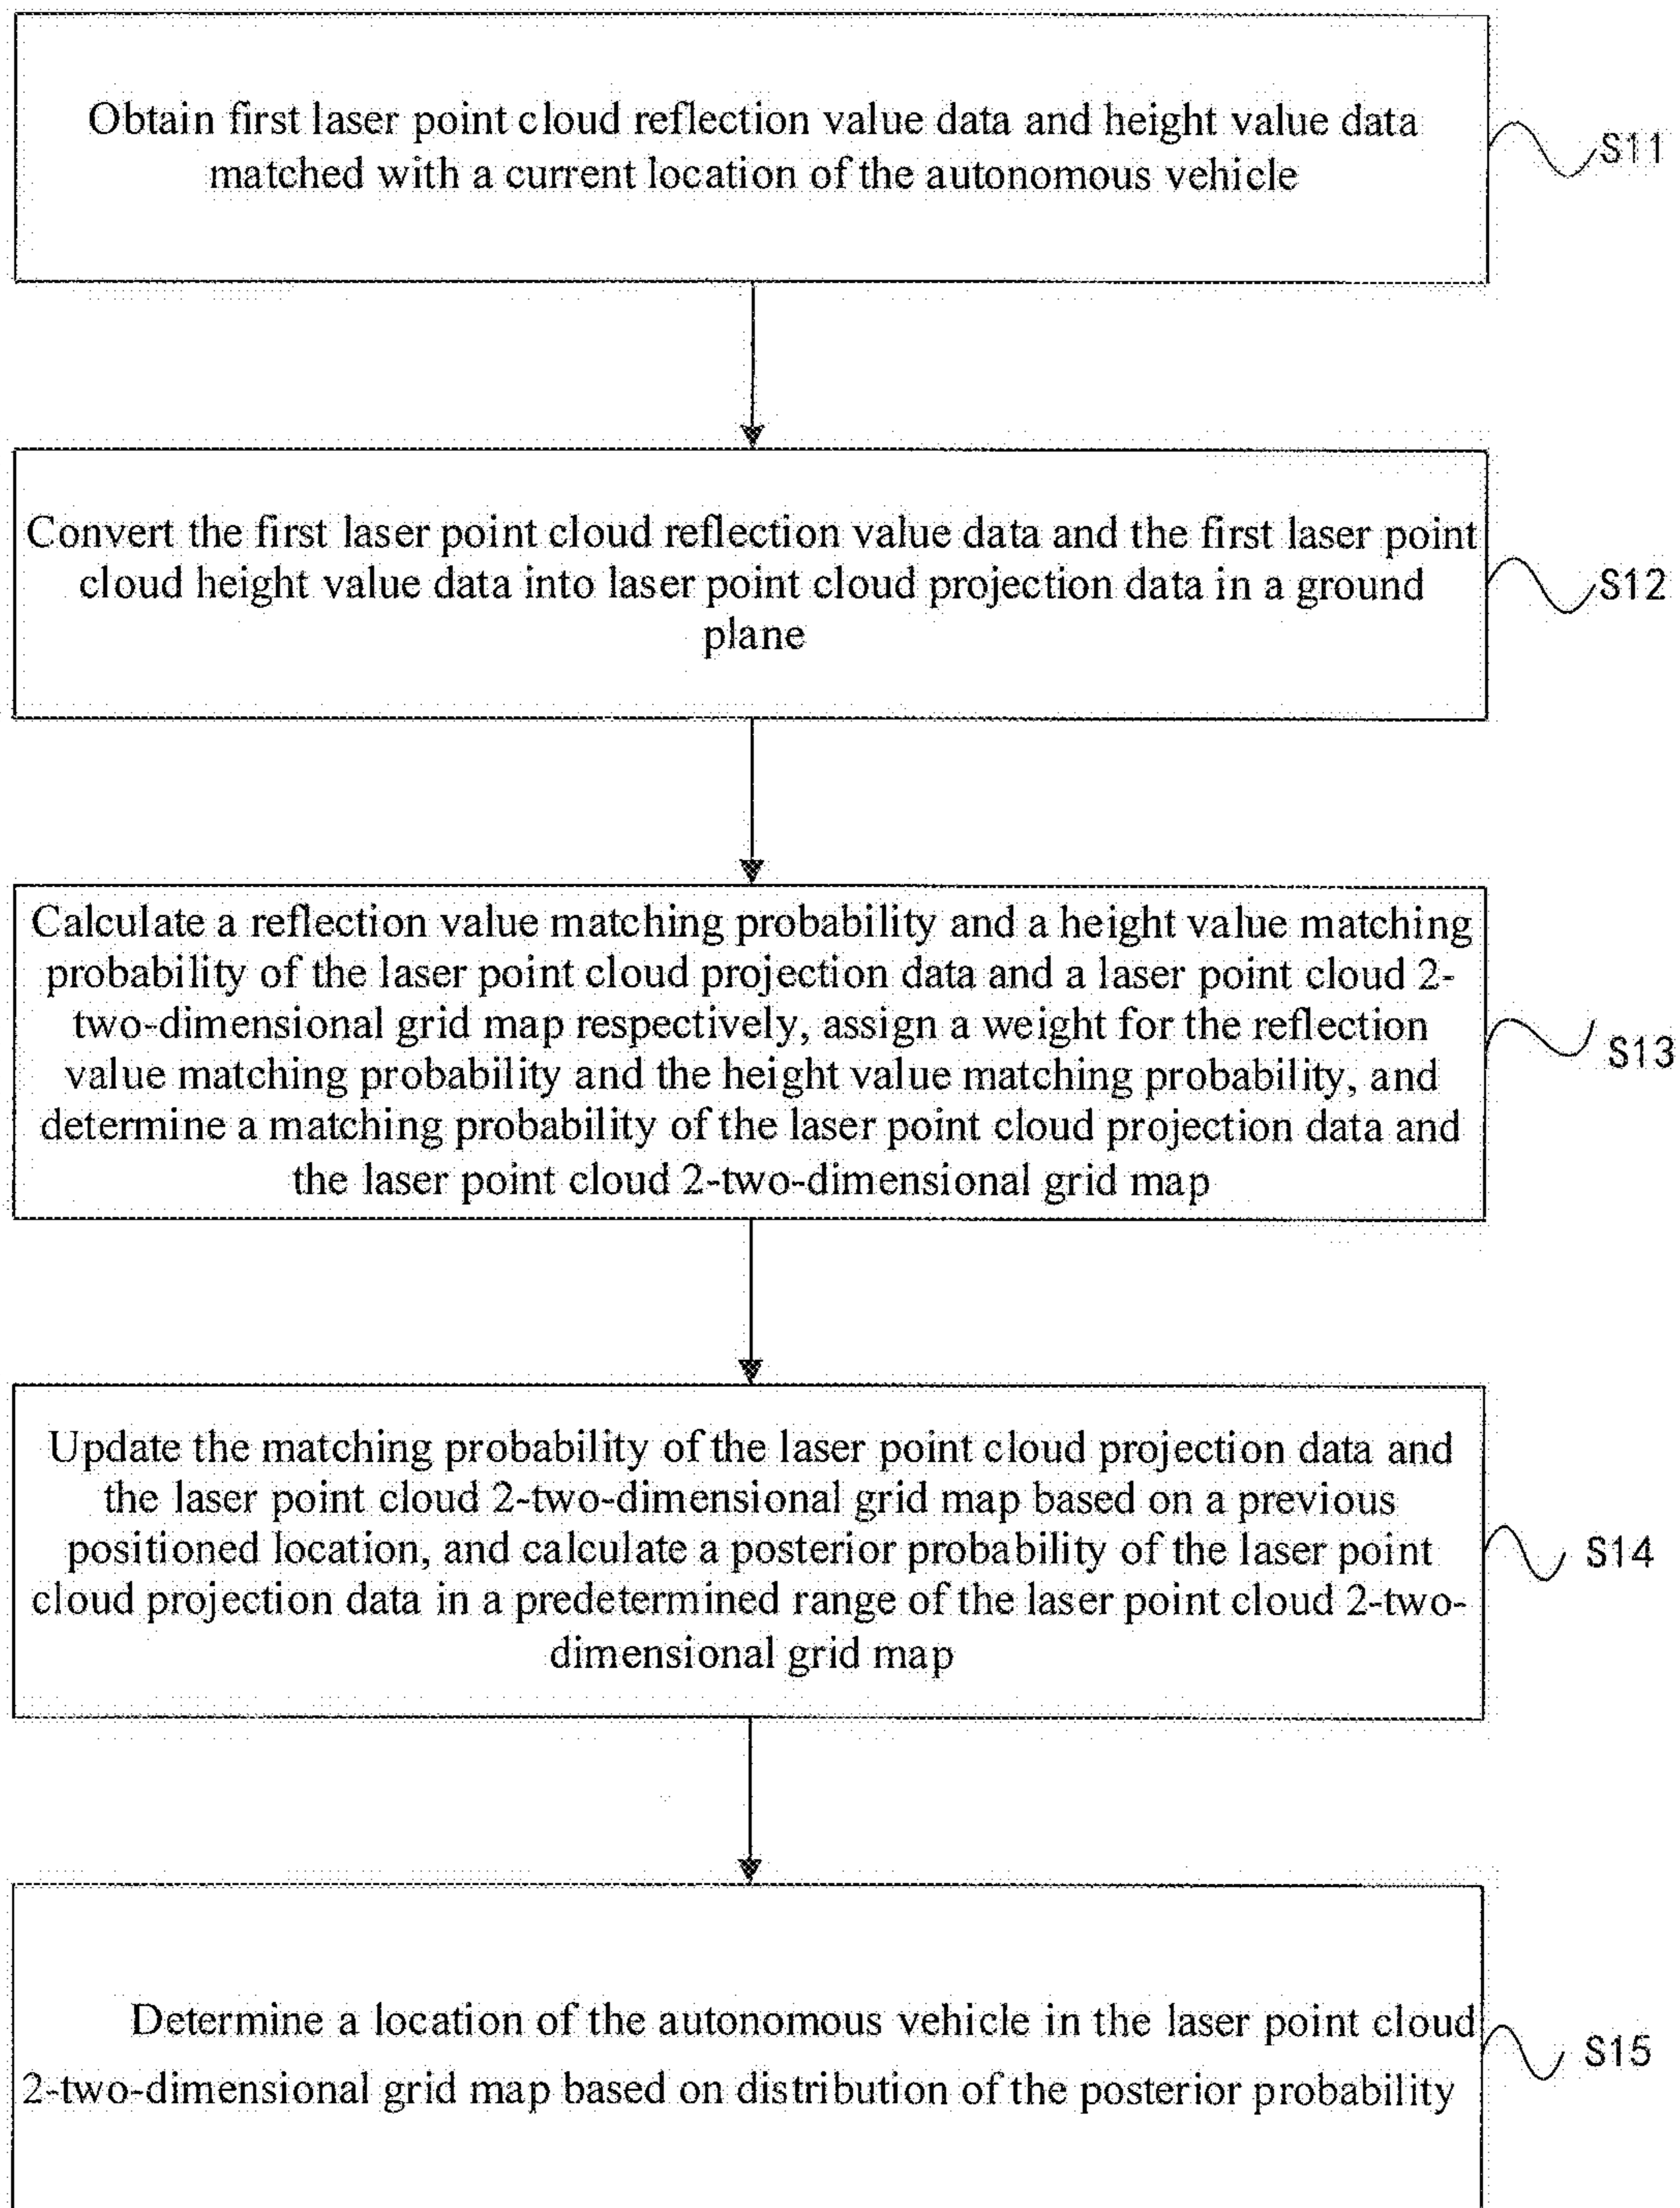 Obtain first laser point cloud reflection value data and height value data
matched with a current location of the autonomous vehicle
S11
Convert the first laser point cloud reflection value data and the first laser point
cloud height value data into laser point cloud projection data in a ground
plane
S12
Calculate a reflection value matching probability and a height value matching
probability of the laser point cloud projection data and a laser point cloud 2-
two-dimensional grid map respectively, assign a weight for the reflection
value matching probability and the height value matching probability, and
determine a matching probability of the laser point cloud projection data and
the laser point cloud 2-two-dimensional grid map
S13
Update the matching probability of the laser point cloud projection data and
the laser point cloud 2-two-dimensional grid map based on a previous
positioned location, and calculate a posterior probability of the laser point
cloud projection data in a predetermined range of the laser point cloud 2-two-
dimensional grid map
S14
Determine a location of the autonomous vehicle in the laser point cloud
2-two-dimensional grid map based on distribution of the posterior probability
S15